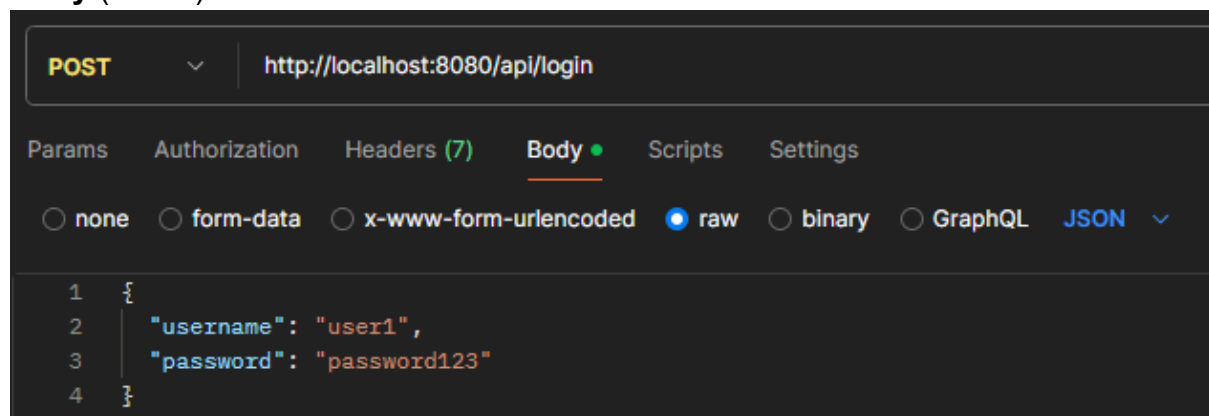 POST http://localhost:8080/api/login
Params Authorization Headers (7) Body Scripts Settings
none form-data x-www-form-urlencoded raw binary GraphQL JSON
1 {
2 "username": "user1",
3 "password": "password123"
4 }